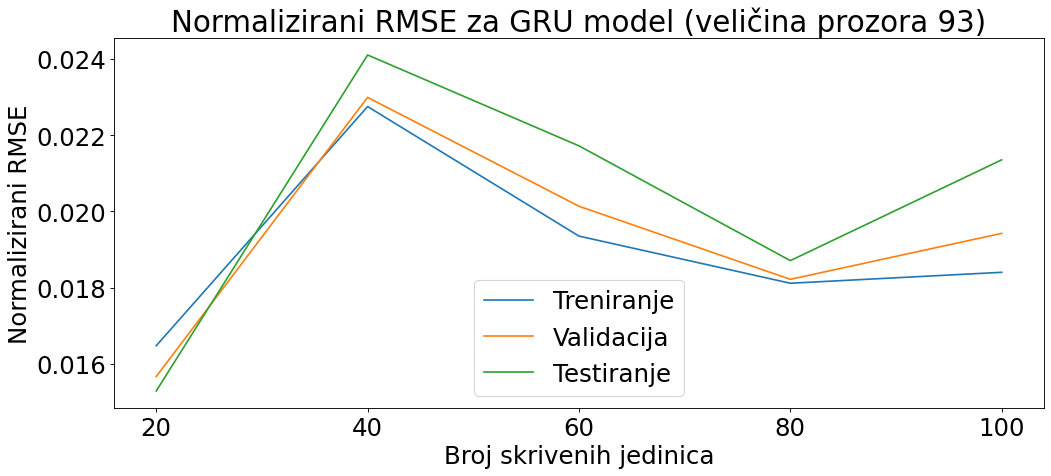 Normalizirani RMSE za GRU model (veličina prozora 93)
Normalizirani RMSE
0.024
0.022
0.020
0.018
0.016
Treniranje
Validacija
Testiranje
20 40 60 80 100
Broj skrivenih jedinica